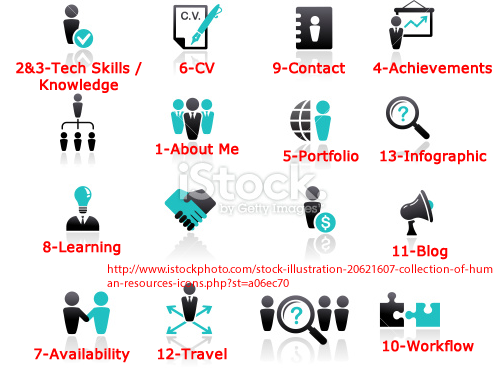 C.V.
2&3-Tech Skills /
Knowledge
6-CV
9-Contact
4-Achievements
1-About Me
5-Portfolio
?
13-Infographic
iStock.
by Getty Images
8-Learning
$
11-Blog
http://www.istockphoto.com/stock-illustration-20621607-collection-of-hum
an-resources-icons.php?st=a06ec70
7-Availability
12-Travel
?
10-Workflow